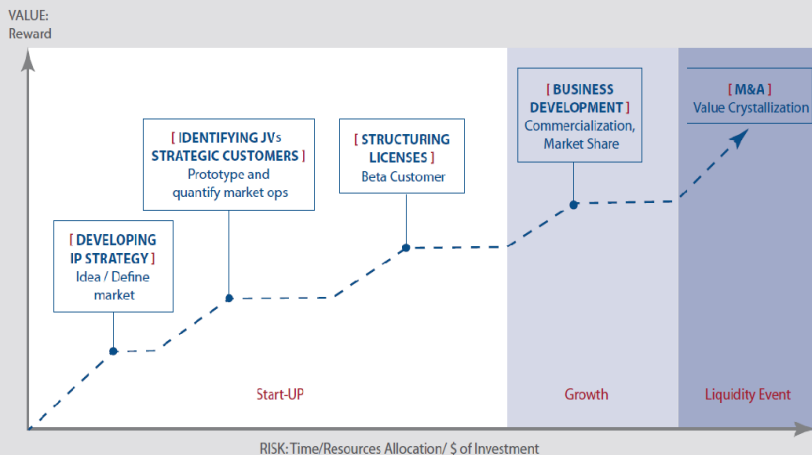 VALUE:
Reward
[ DEVELOPING
IP STRATEGY ]
Idea / Define
market
[ IDENTIFYING JVs
STRATEGIC CUSTOMERS ]
Prototype and
quantify market ops
[ STRUCTURING
LICENSES ]
Beta Customer
[ BUSINESS
DEVELOPMENT ]
Commercialization,
Market Share
[ M&A ]
Value Crystallization
Start-UP
Growth
Liquidity Event
RISK: Time/Resources Allocation/ $ of Investment